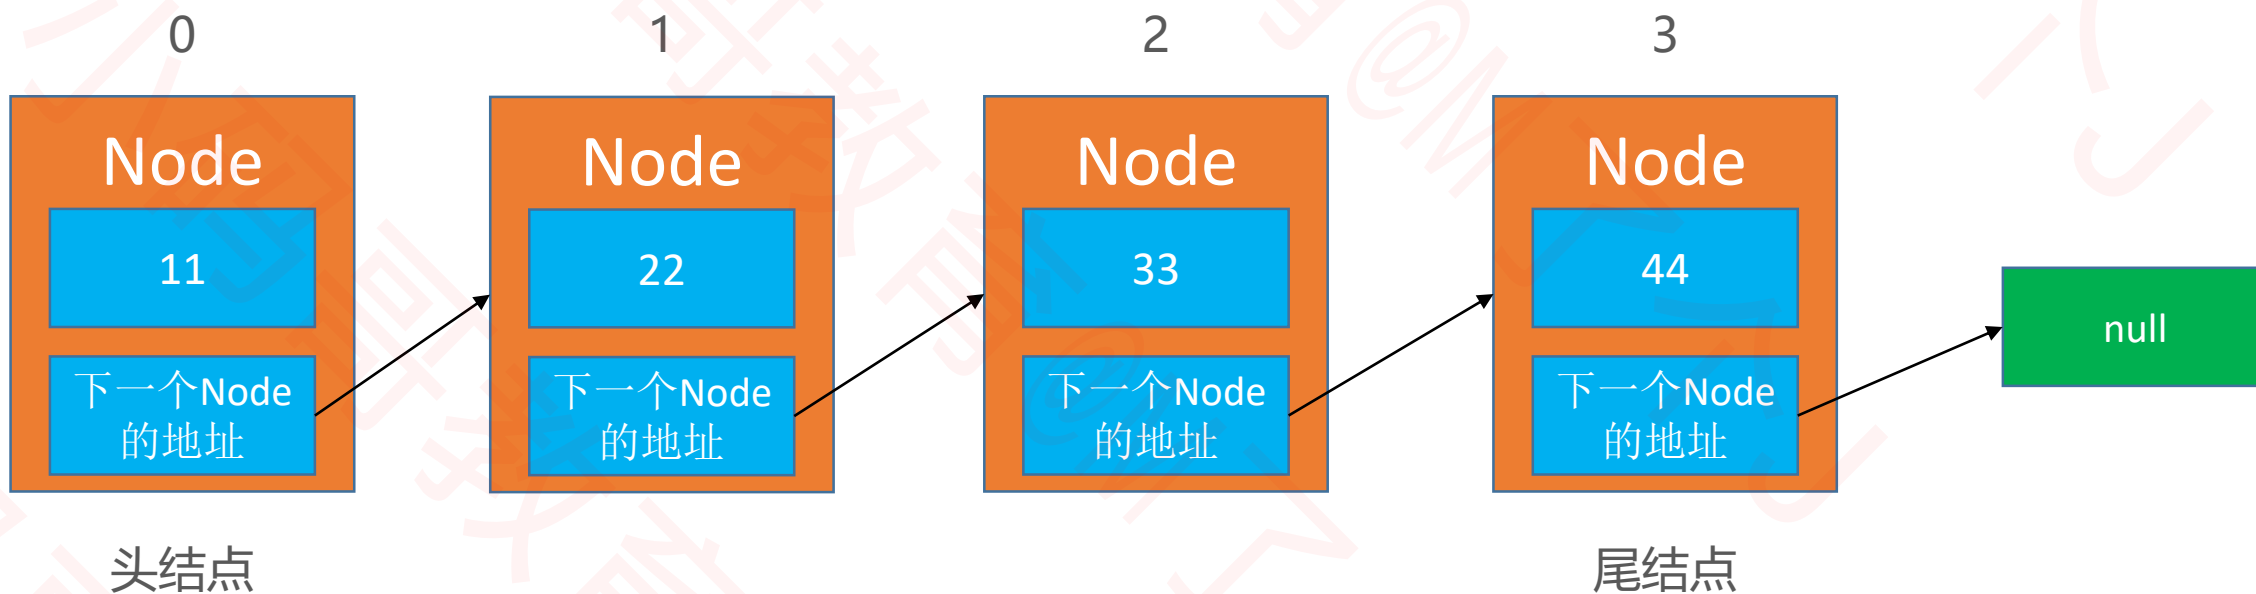 0
1
2
3
Node
11
下一个Node
的地址
Node
22
下一个Node
的地址
Node
33
下一个Node
的地址
Node
44
下一个Node
的地址
null
头结点
尾结点